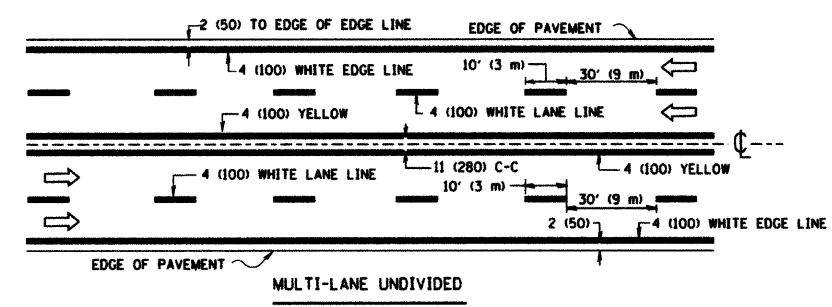 2 (50) TO EDGE OF EDGE LINE
EDGE OF PAVEMENT
4 (100) WHITE EDGE LINE
10' (3 m)
30' (9 m)
4 (100) YELLOW
4 (100) WHITE LANE LINE
℄
4 (100) WHITE LANE LINE
11 (280) C-C
4 (100) YELLOW
10' (3 m)
30' (9 m)
2 (50)
4 (100) WHITE EDGE LINE
EDGE OF PAVEMENT
MULTI-LANE UNDIVIDED